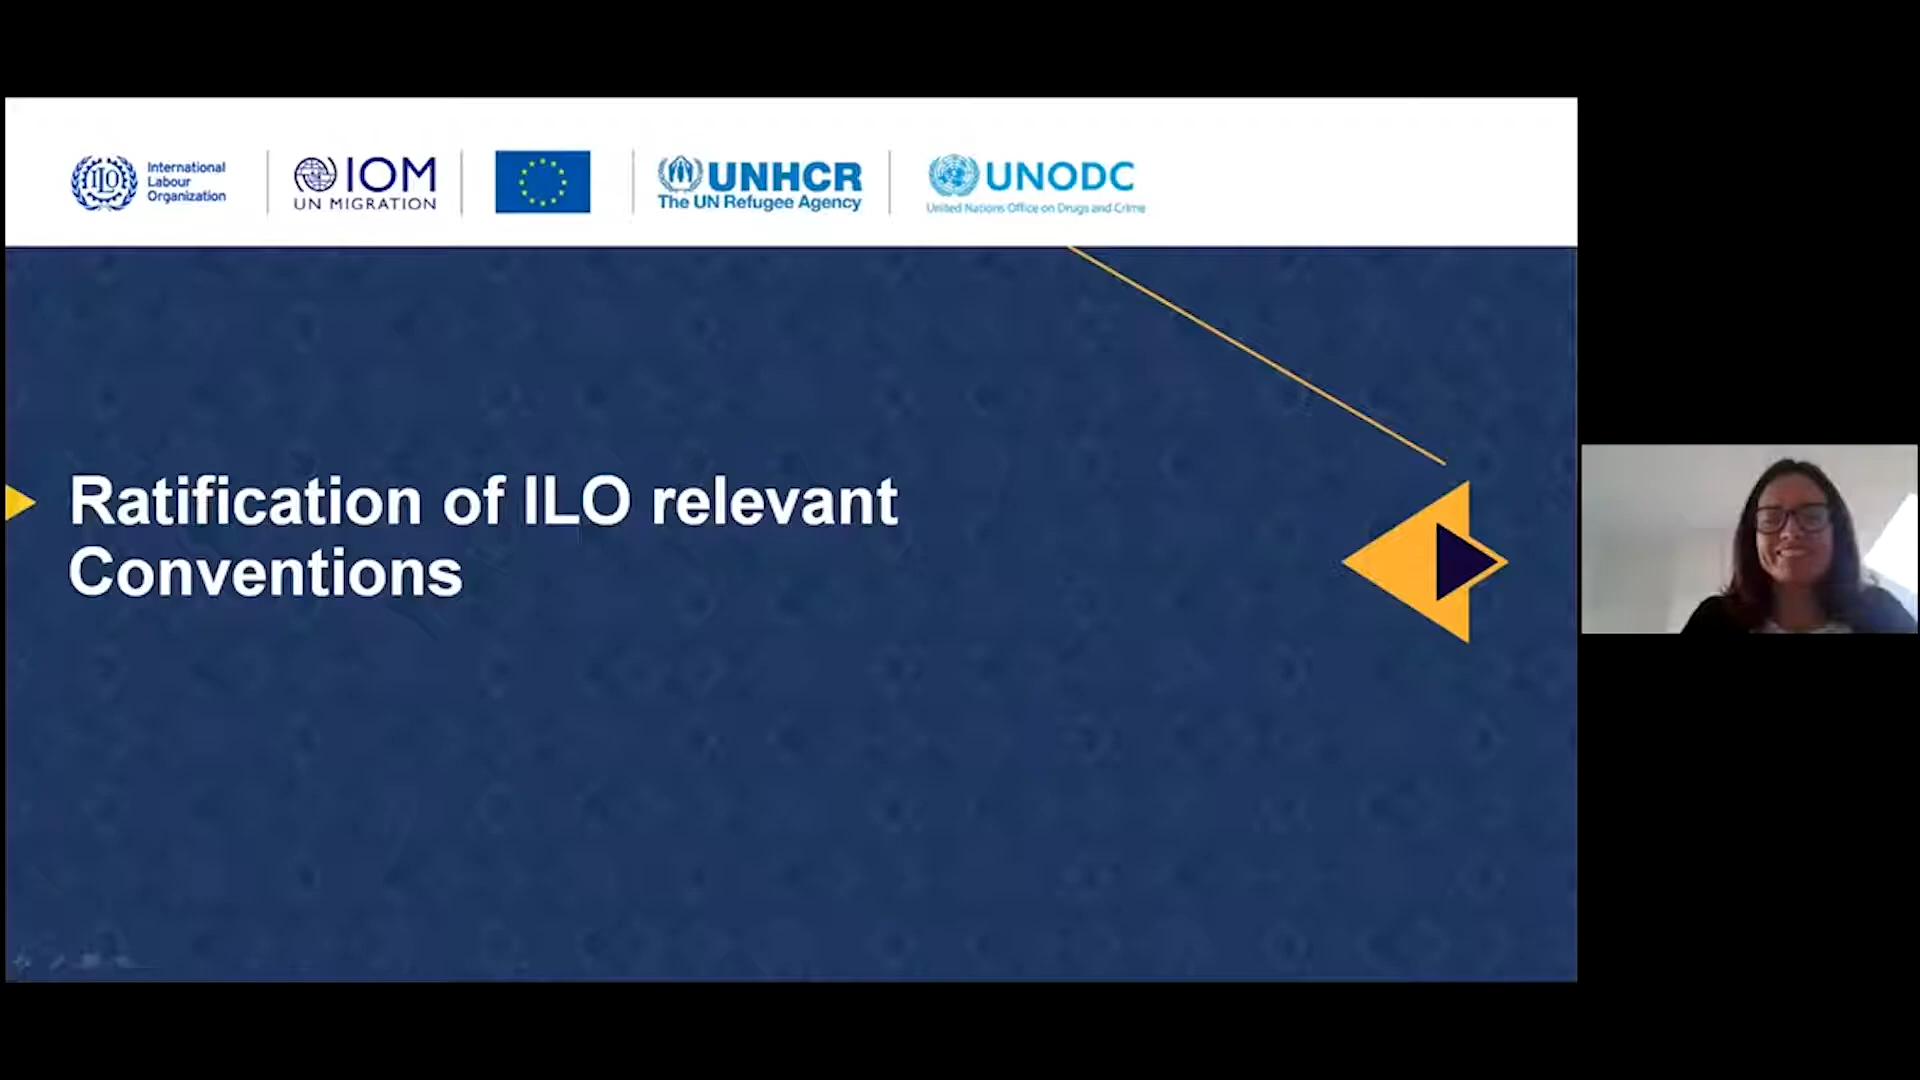 ILO
International
Labour
Organization
IOM
UN MIGRATION
UNHCR
The UN Refugee Agency
UNODC
United Nations Office on Drugs and Crime
Ratification of ILO relevant
Conventions